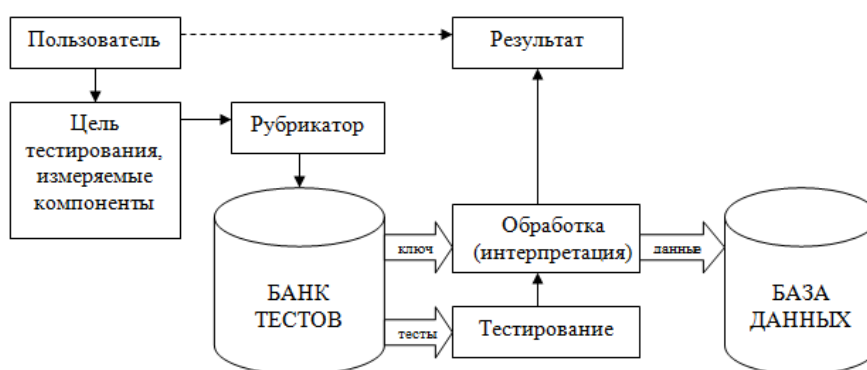 Пользователь
Результат
Цель
тестирования,
измеряемые
компоненты
Рубрикатор
БАНК
ТЕСТОВ
ключ
Обработка
(интерпретация)
данные
БАЗА
ДАННЫХ
тесты
Тестирование